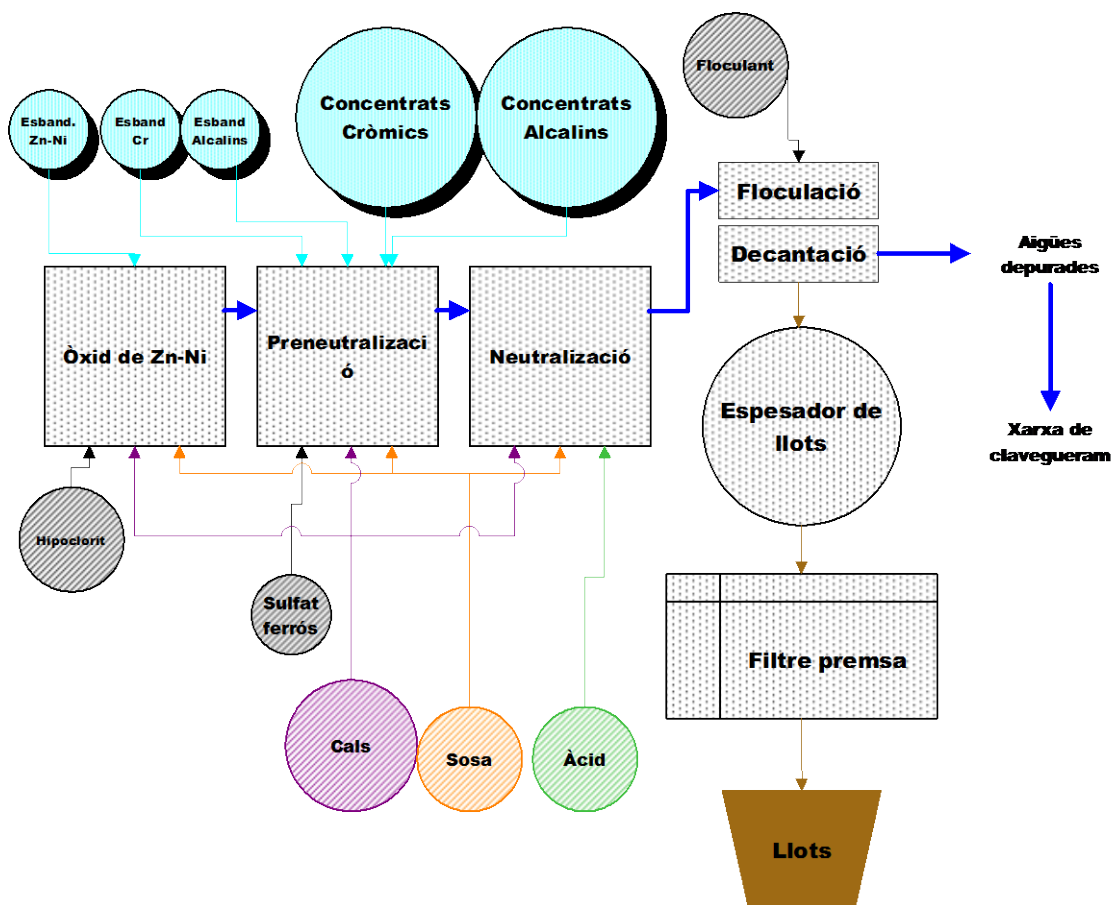 Floculant
Concentrats
Cròmics
Concentrats
Alcalins
Esband.
Zn-Ni
Esband
Cr
Esband
Alcalins
Floculació
Decantació
Aigües
depurades
Òxid de Zn-Ni
Preneutralizaci
ó
Neutralizació
Espesador de
llots
Xarxa de
clavegueram
Hipoclorit
Sulfat
ferrós
Filtre premsa
Cals
Sosa
Àcid
Llots